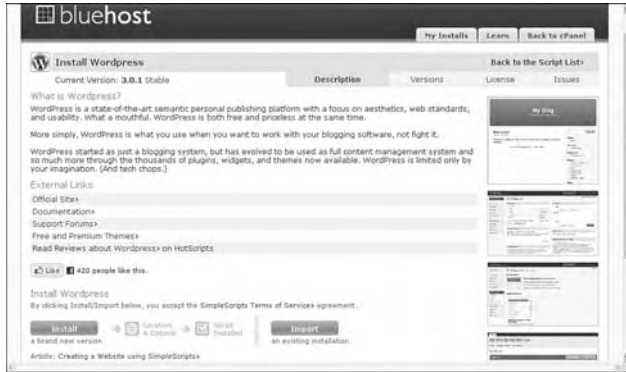 bluehost
My Installs Learn Back to cPanel
Install Wordpress
Back to the Script List›
Current Version: 3.0.1 Stable
Description Versions License Issues
What is Wordpress?
WordPress is a state-of-the-art semantic personal publishing platform with a focus on aesthetics, web standards,
and usability. What a mouthful. WordPress is both free and priceless at the same time.
More simply, WordPress is what you use when you want to work with your blogging software, not fight it.
WordPress started as just a blogging system, but has evolved to be used as full content management system and
so much more through the thousands of plugins, widgets, and themes now available. WordPress is limited only by
your imagination. (And tech chops.)
External Links
Official Site›
Documentation›
Support Forums›
Free and Premium Themes›
Read Reviews about Wordpress› on HotScripts
Like 420 people like this.
Install Wordpress
By clicking Install/Import below, you accept the SimpleScripts Terms of Services agreement.
Install
Location
& Options
Script
Installed
Import
a brand new version
an existing installation
Article: Creating a Website using SimpleScripts›
My Blog